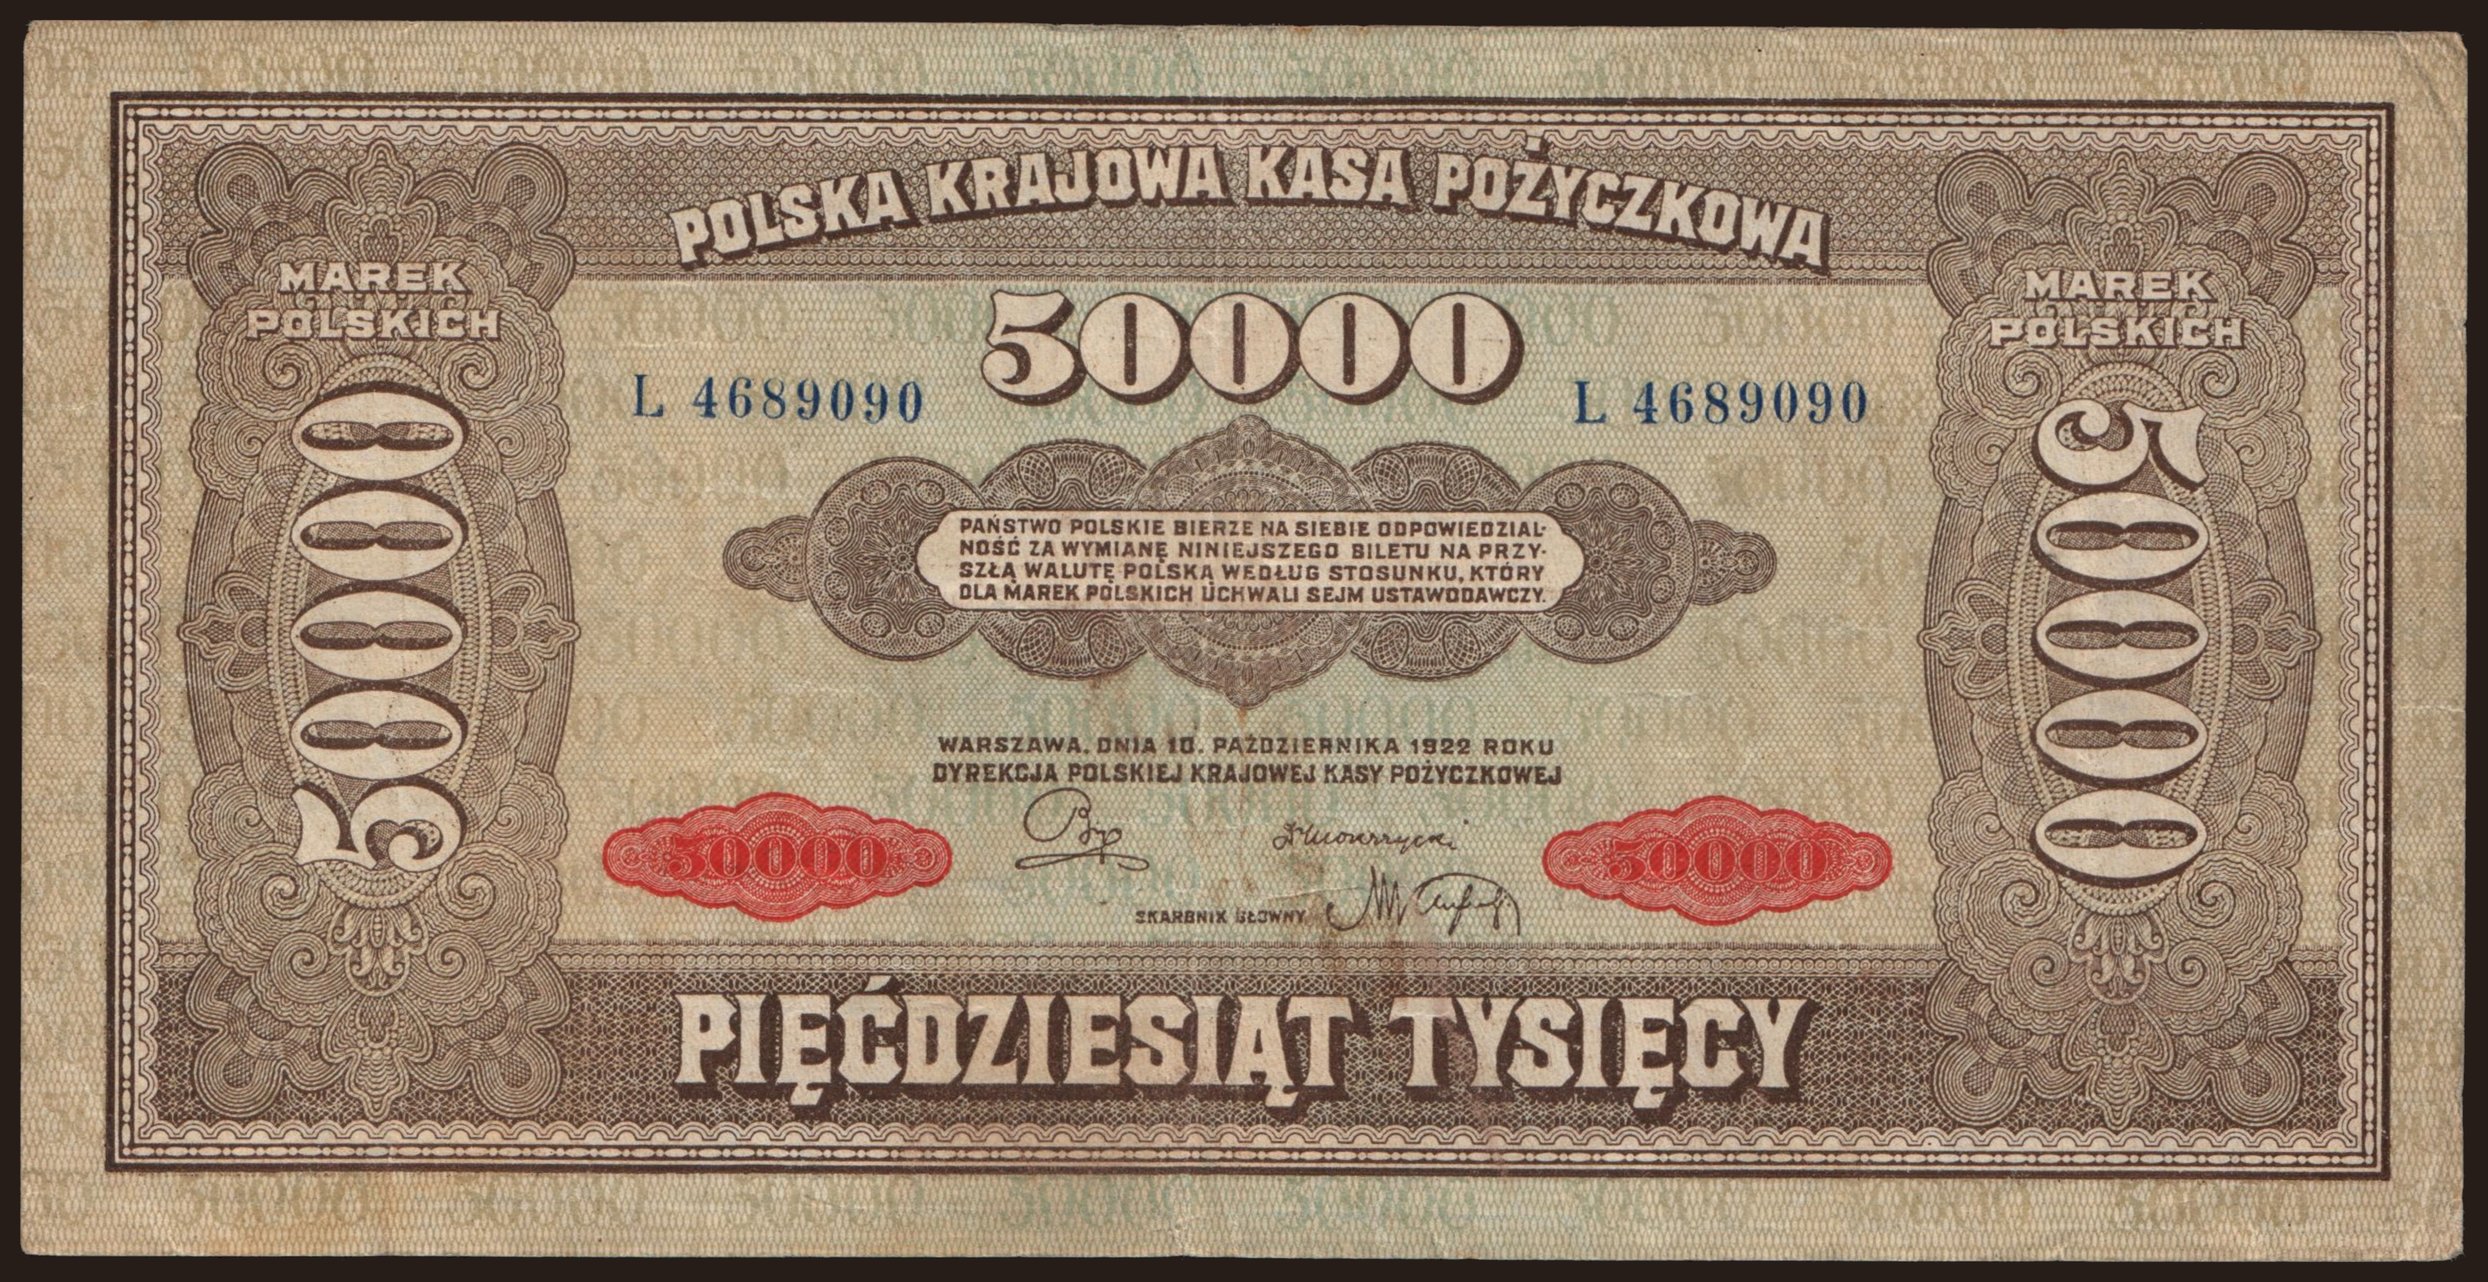 POLSKA KRAJOWA KASA POŻYCZKOWA
MAREK
POLSKICH
50000
MAREK
POLSKICH
50000
50000
L 4689090
L 4689090
PAŃSTWO POLSKIE BIERZE NA SIEBIE ODPOWIEDZIAL-
NOŚĆ ZA WYMIANĘ NINIEJSZEGO BILETU NA PRZY-
SZŁĄ WALUTĘ POLSKĄ WEDŁUG STOSUNKU, KTÓRY
DLA MAREK POLSKICH UCHWALI SEJM USTAWODAWCZY.
WARSZAWA, DNIA 10. PAŹDZIERNIKA 1922 ROKU
DYREKCJA POLSKIEJ KRAJOWEJ KASY POŻYCZKOWEJ
50000
50000
SKARBNIK GŁÓWNY
PIĘĆDZIESIĄT TYSIĘCY